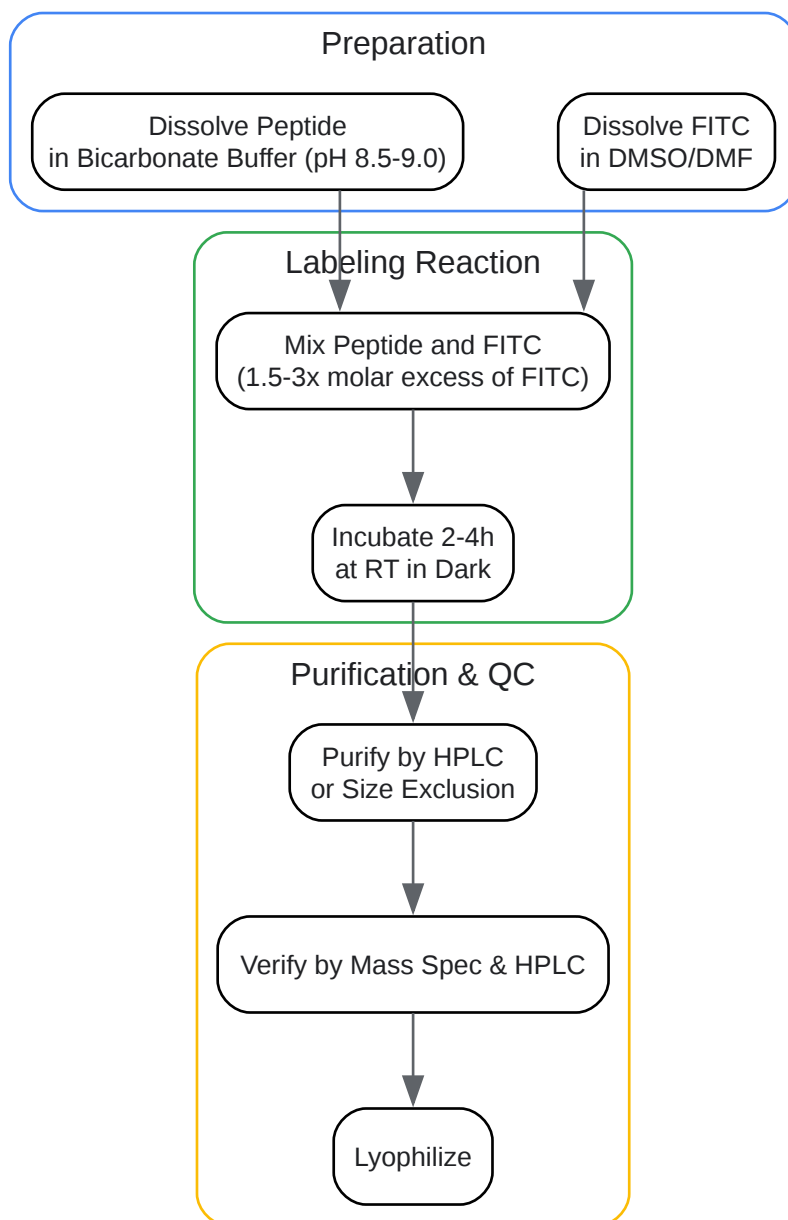 Preparation
Dissolve Peptide
in Bicarbonate Buffer (pH 8.5-9.0)
Dissolve FITC
in DMSO/DMF
Labeling Reaction
Mix Peptide and FITC
(1.5-3x molar excess of FITC)
Incubate 2-4h
at RT in Dark
Purification & QC
Purify by HPLC
or Size Exclusion
Verify by Mass Spec & HPLC
Lyophilize